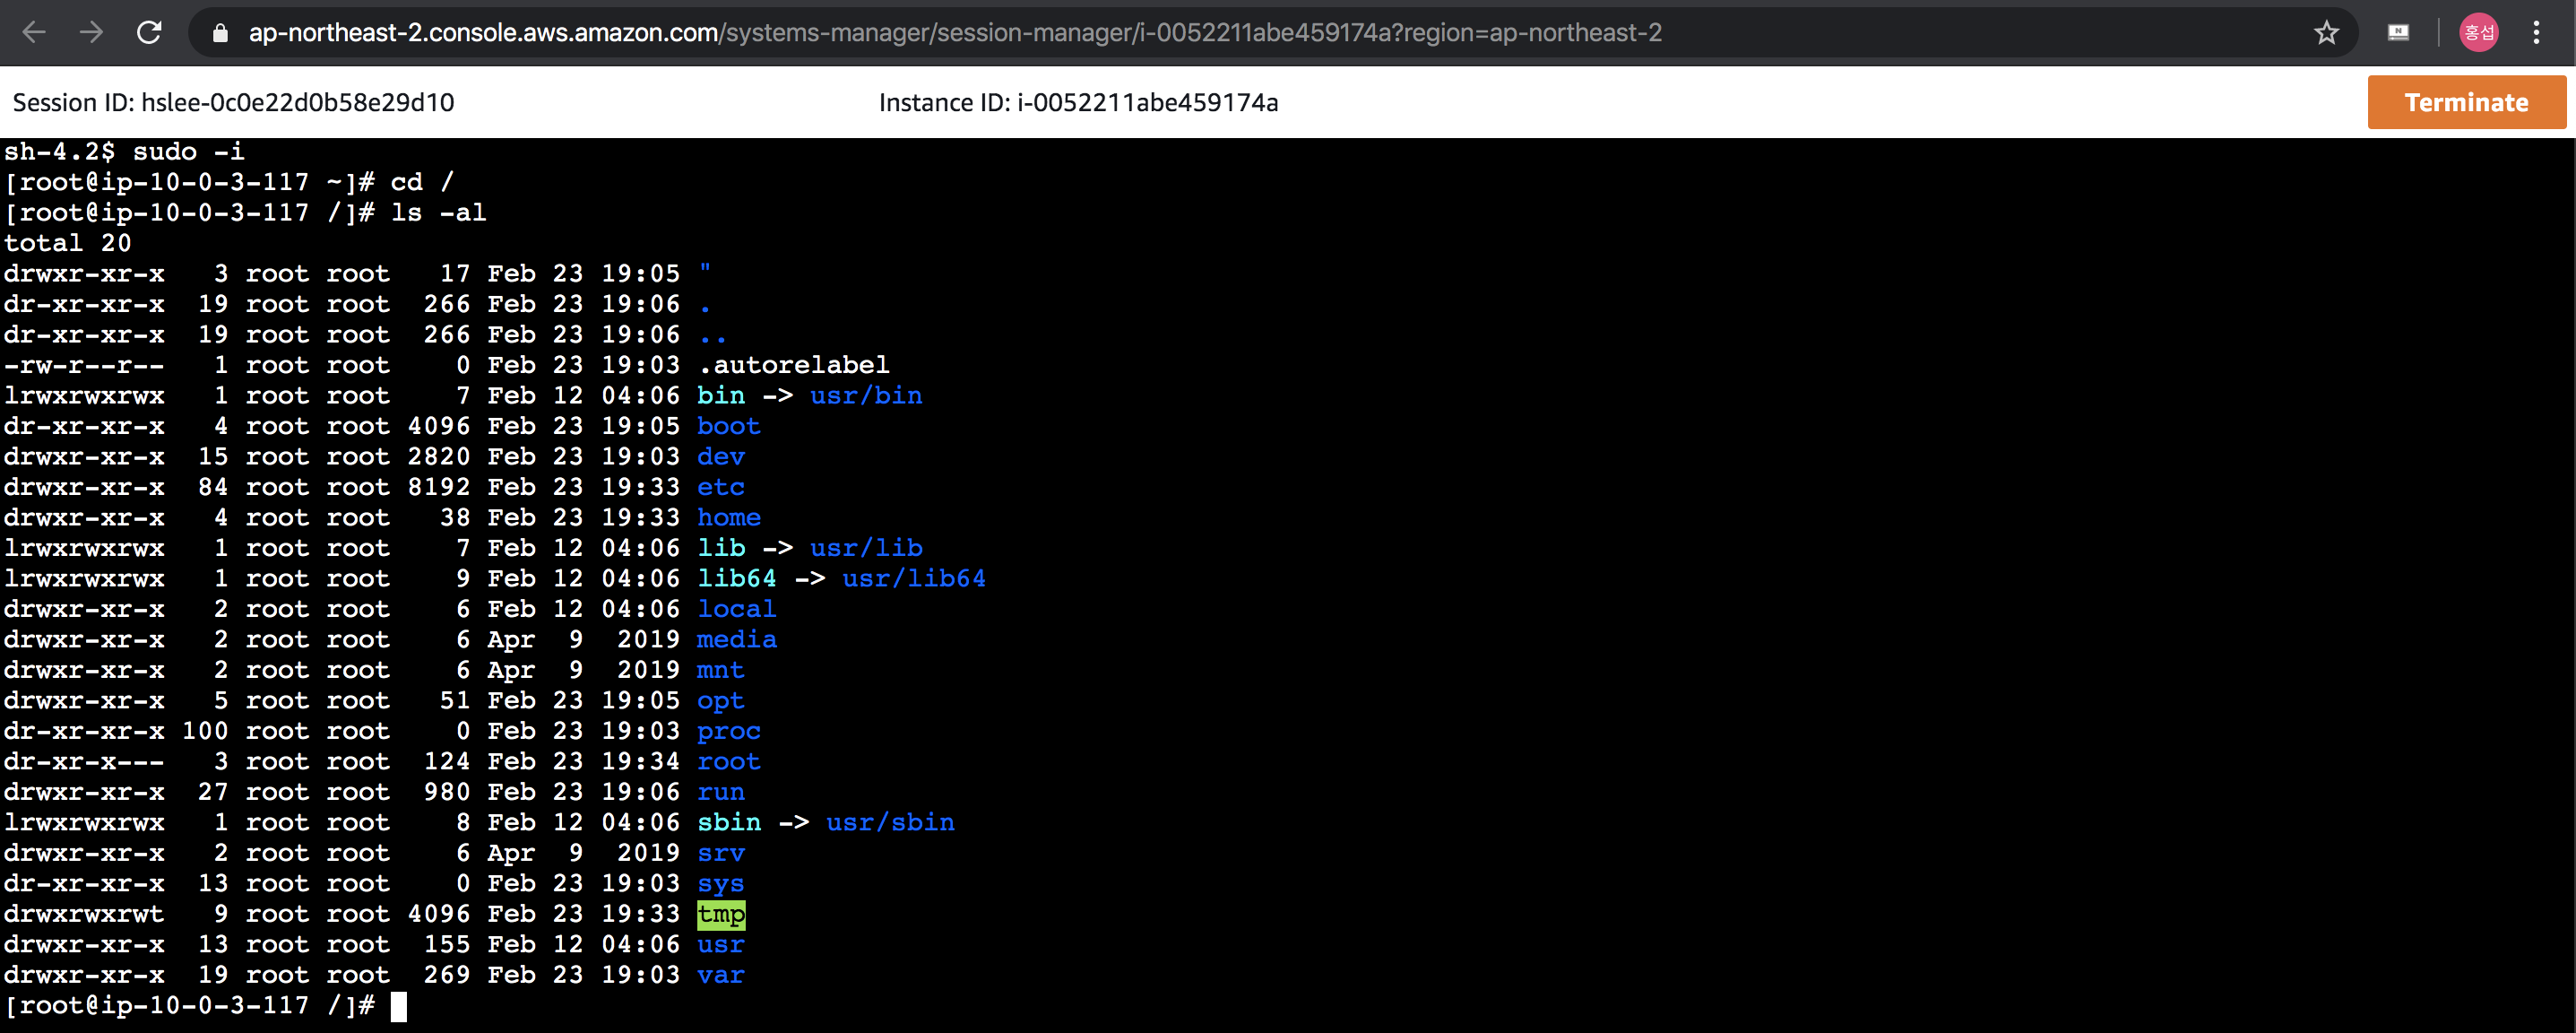 ap-northeast-2.console.aws.amazon.com/systems-manager/session-manager/i-0052211abe459174a?region=ap-northeast-2
N
홍섭
Session ID: hslee-0c0e22d0b58e29d10 Instance ID: i-0052211abe459174a Terminate
sh-4.2$ sudo -i
[root@ip-10-0-3-117 ~]# cd /
[root@ip-10-0-3-117 /]# ls -al
total 20
drwxr-xr-x   3 root root   17 Feb 23 19:05 "
dr-xr-xr-x  19 root root  266 Feb 23 19:06 .
dr-xr-xr-x  19 root root  266 Feb 23 19:06 ..
-rw-r--r--   1 root root    0 Feb 23 19:03 .autorelabel
lrwxrwxrwx   1 root root    7 Feb 12 04:06 bin -> usr/bin
dr-xr-xr-x   4 root root 4096 Feb 23 19:05 boot
drwxr-xr-x  15 root root 2820 Feb 23 19:03 dev
drwxr-xr-x  84 root root 8192 Feb 23 19:33 etc
drwxr-xr-x   4 root root   38 Feb 23 19:33 home
lrwxrwxrwx   1 root root    7 Feb 12 04:06 lib -> usr/lib
lrwxrwxrwx   1 root root    9 Feb 12 04:06 lib64 -> usr/lib64
drwxr-xr-x   2 root root    6 Feb 12 04:06 local
drwxr-xr-x   2 root root    6 Apr  9  2019 media
drwxr-xr-x   2 root root    6 Apr  9  2019 mnt
drwxr-xr-x   5 root root   51 Feb 23 19:05 opt
dr-xr-xr-x 100 root root    0 Feb 23 19:03 proc
dr-xr-x---   3 root root  124 Feb 23 19:34 root
drwxr-xr-x  27 root root  980 Feb 23 19:06 run
lrwxrwxrwx   1 root root    8 Feb 12 04:06 sbin -> usr/sbin
drwxr-xr-x   2 root root    6 Apr  9  2019 srv
dr-xr-xr-x  13 root root    0 Feb 23 19:03 sys
drwxrwxrwt   9 root root 4096 Feb 23 19:33 tmp
drwxr-xr-x  13 root root  155 Feb 12 04:06 usr
drwxr-xr-x  19 root root  269 Feb 23 19:03 var
[root@ip-10-0-3-117 /]#